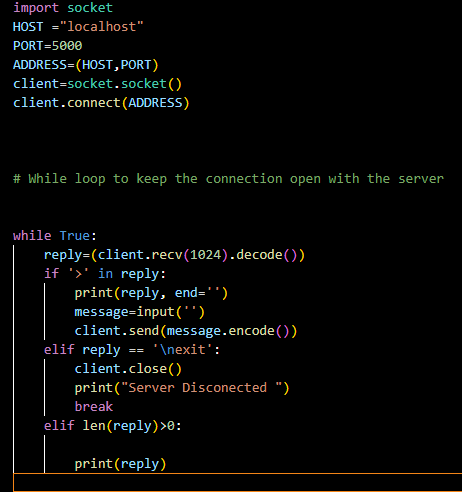 import socket
HOST ="localhost"
PORT=5000
ADDRESS=(HOST,PORT)
client=socket.socket()
client.connect(ADDRESS)
# While loop to keep the connection open with the server
while True:
    reply=(client.recv(1024).decode())
    if '>' in reply:
        print(reply, end='')
        message=input('')
        client.send(message.encode())
    elif reply == '\nexit':
        client.close()
        print("Server Disconected ")
        break
    elif len(reply)>0:
        print(reply)